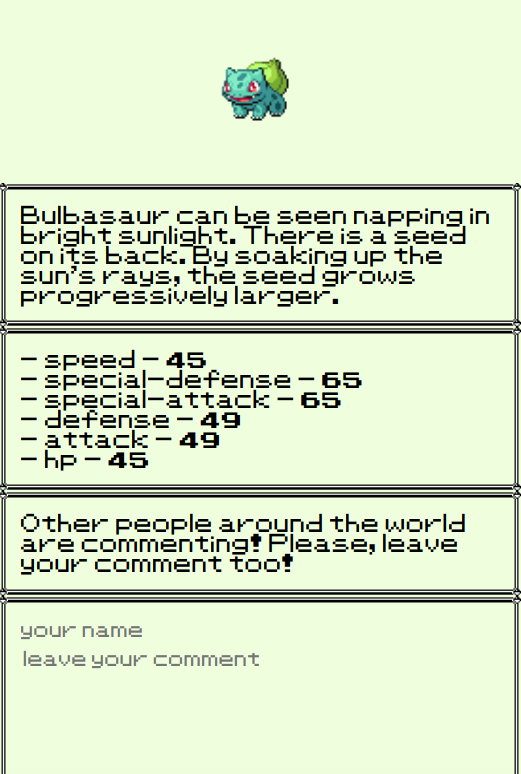 Bulbasaur can be seen napping in
bright sunlight. There is a seed
on its back. By soaking up the
sun's rays, the seed grows
progressively larger.
- speed - 45
- special-defense - 65
- special-attack - 65
- defense - 49
- attack - 49
- hp - 45
Other people around the world
are commenting! Please, leave
your comment too!
your name
leave your comment